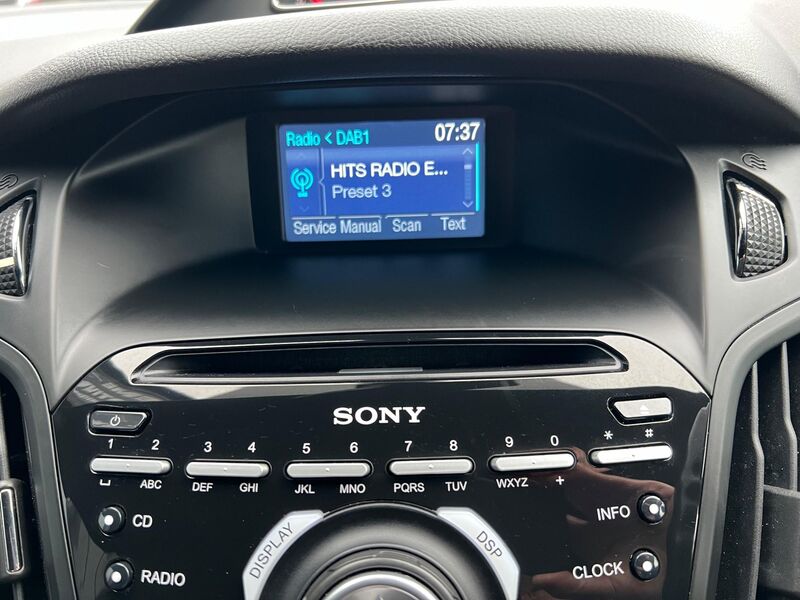 Radio < DAB1 07:37
HITS RADIO E...
Preset 3
Service Manual Scan Text
SONY
1 2 3 4 5 6 7 8 9 0 * #
ABC DEF GHI JKL MNO PQRS TUV WXYZ +
CD INFO
DISPLAY DSP
RADIO CLOCK